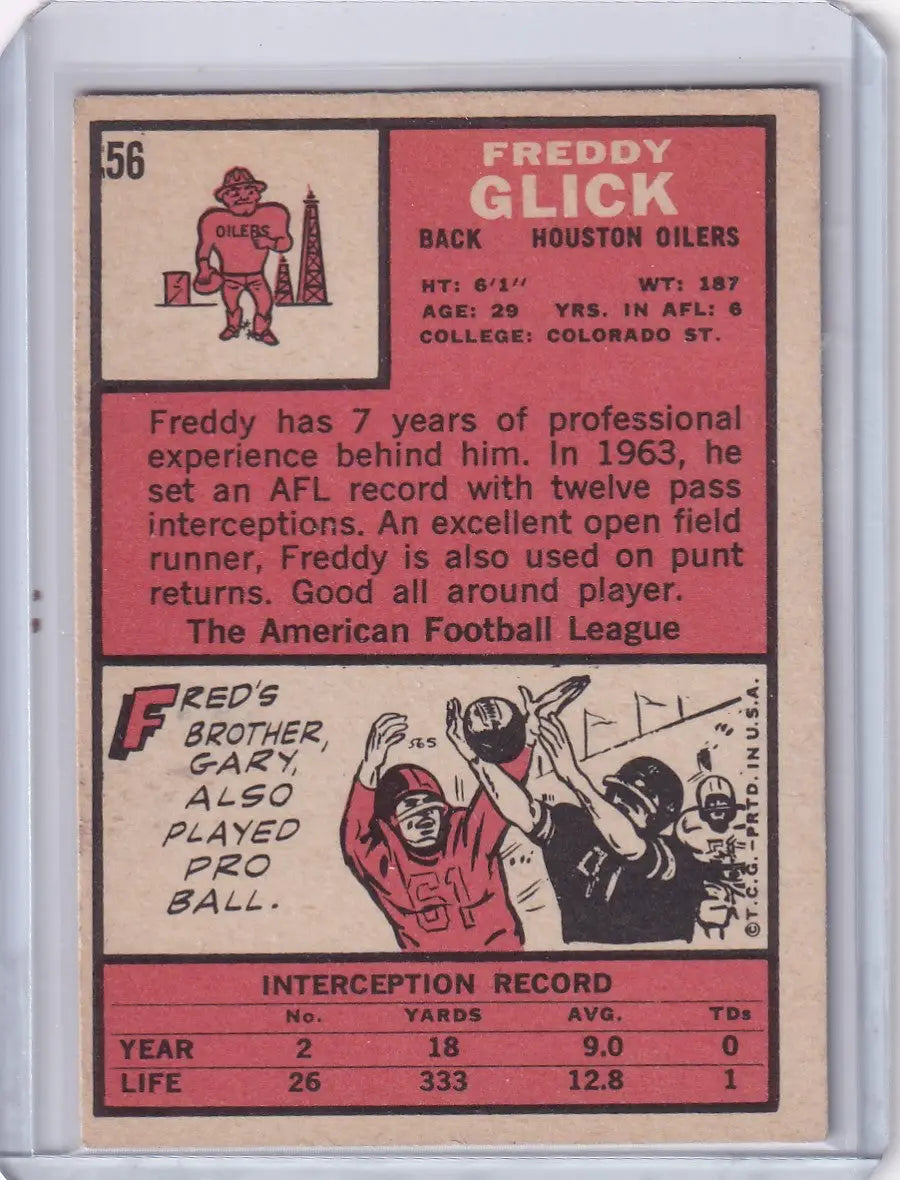 56
OILERS
FREDDY
GLICK
BACK HOUSTON OILERS
HT: 6'1" WT: 187
AGE: 29 YRS. IN AFL: 6
COLLEGE: COLORADO ST.
Freddy has 7 years of professional
experience behind him. In 1963, he
set an AFL record with twelve pass
interceptions. An excellent open field
runner, Freddy is also used on punt
returns. Good all around player.
The American Football League
FRED'S
BROTHER,
GARY,
ALSO
PLAYED
PRO
BALL.
565
61
©T.C.G.–PRTD. IN U.S.A.
INTERCEPTION RECORD
No. YARDS AVG. TDs
YEAR 2 18 9.0 0
LIFE 26 333 12.8 1